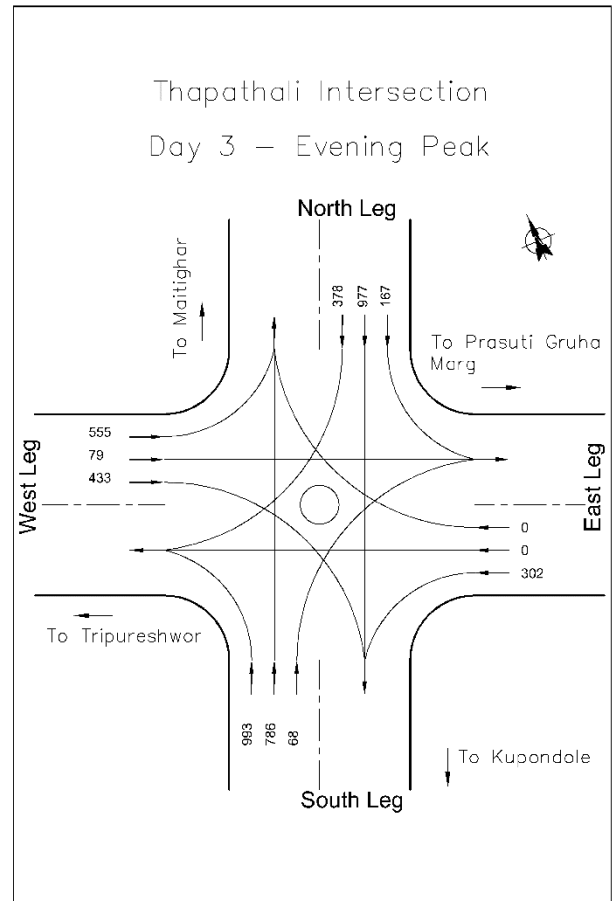 Thapathali Intersection
Day 3 - Evening Peak
North Leg
To Maitighar
378
977
167
To Prasuti Gruha
Marg
555
79
433
West Leg
East Leg
0
0
302
To Tripureshwor
993
786
68
To Kupondole
South Leg